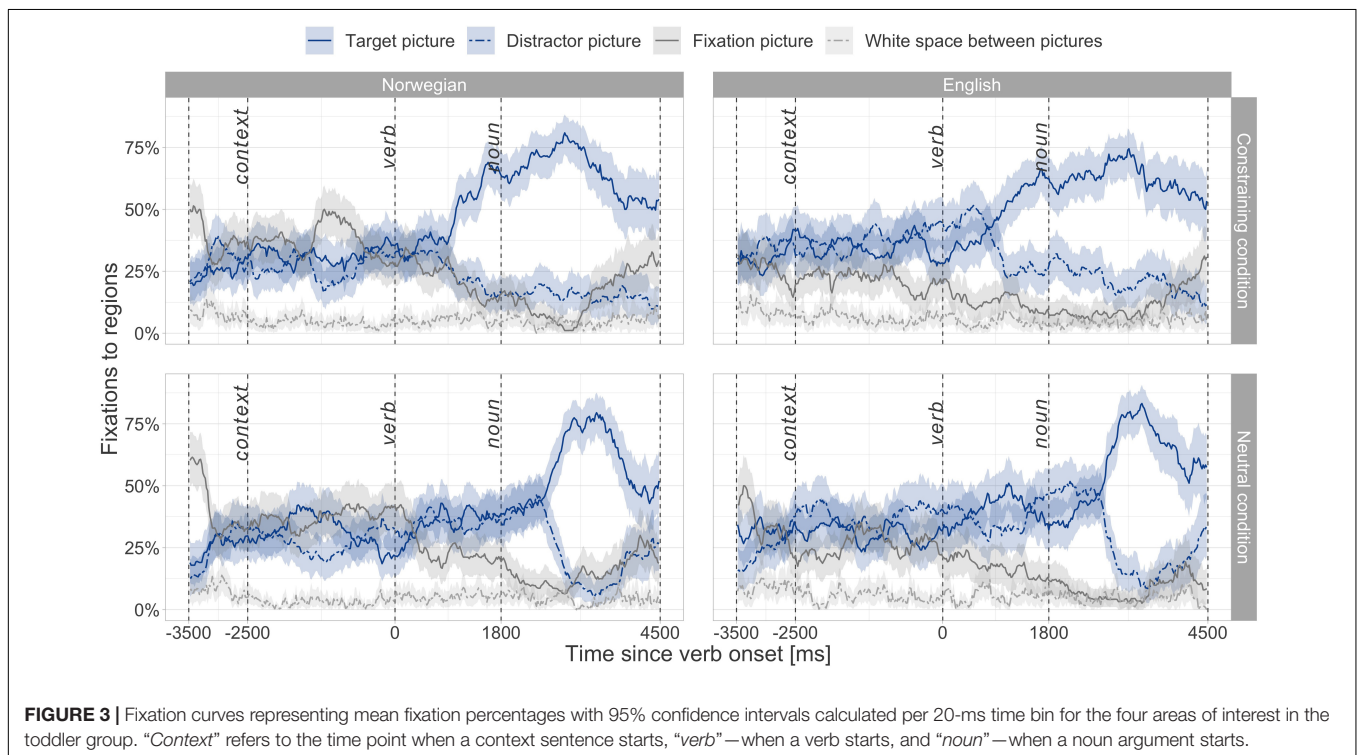 Target picture Distractor picture Fixation picture White space between pictures
Norwegian English
context verb noun context verb noun
75% 50% 25% 0%
Constraining condition
Fixations to regions
context verb noun context verb noun
75% 50% 25% 0%
Neutral condition
-3500 -2500 0 1800 4500 -3500 -2500 0 1800 4500
Time since verb onset [ms]
FIGURE 3 | Fixation curves representing mean fixation percentages with 95% confidence intervals calculated per 20-ms time bin for the four areas of interest in the
toddler group. “Context” refers to the time point when a context sentence starts, “verb”—when a verb starts, and “noun”—when a noun argument starts.